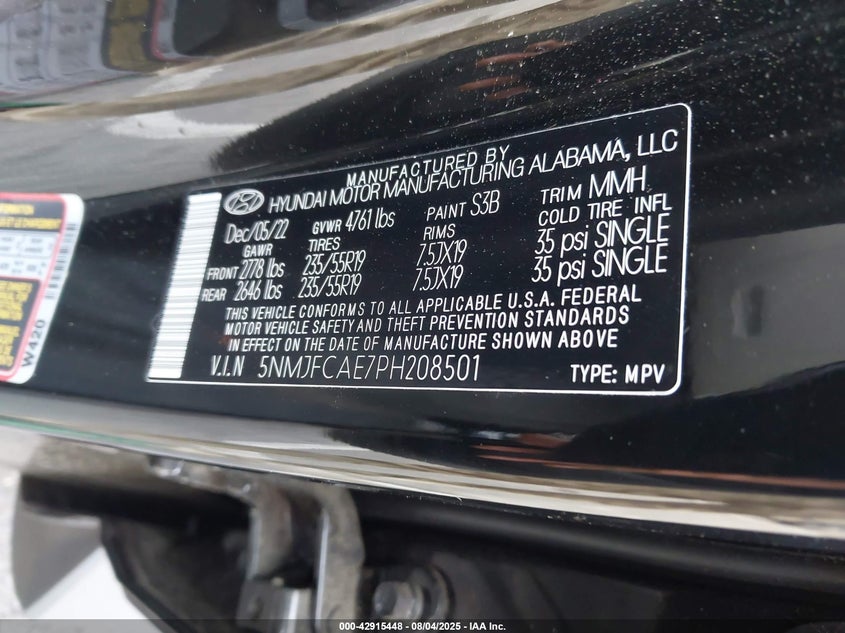 MANUFACTURED BY
HYUNDAI MOTOR MANUFACTURING ALABAMA, LLC
Dec/05/22 GVWR 4761 lbs PAINT S3B TRIM MMH
GAWR TIRES RIMS COLD TIRE INFL
FRONT 2778 lbs 235/55R19 7.5JX19 35 psi SINGLE
REAR 2646 lbs 235/55R19 7.5JX19 35 psi SINGLE
THIS VEHICLE CONFORMS TO ALL APPLICABLE U.S.A. FEDERAL
MOTOR VEHICLE SAFETY AND THEFT PREVENTION STANDARDS
IN EFFECT ON THE DATE OF MANUFACTURE SHOWN ABOVE
V.I.N 5NMJFCAE7PH208501 TYPE: MPV
W420
000-42915448 - 08/04/2025 - IAA Inc.